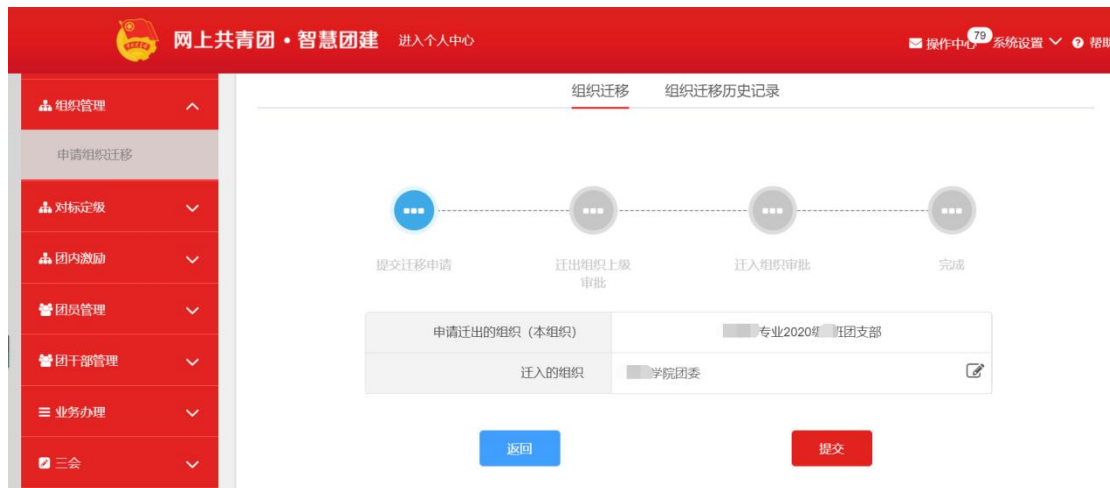 网上共青团•智慧团建 进入个人中心 操作中心 79 系统设置 帮助
组织管理
申请组织迁移
对标定级
团内激励
团员管理
团干部管理
业务办理
三会
组织迁移 组织迁移历史记录
提交迁移申请
迁出组织上级
审批
迁入组织审批
完成
申请迁出的组织（本组织） 专业2020级 班团支部
迁入的组织 学院团委
返回 提交